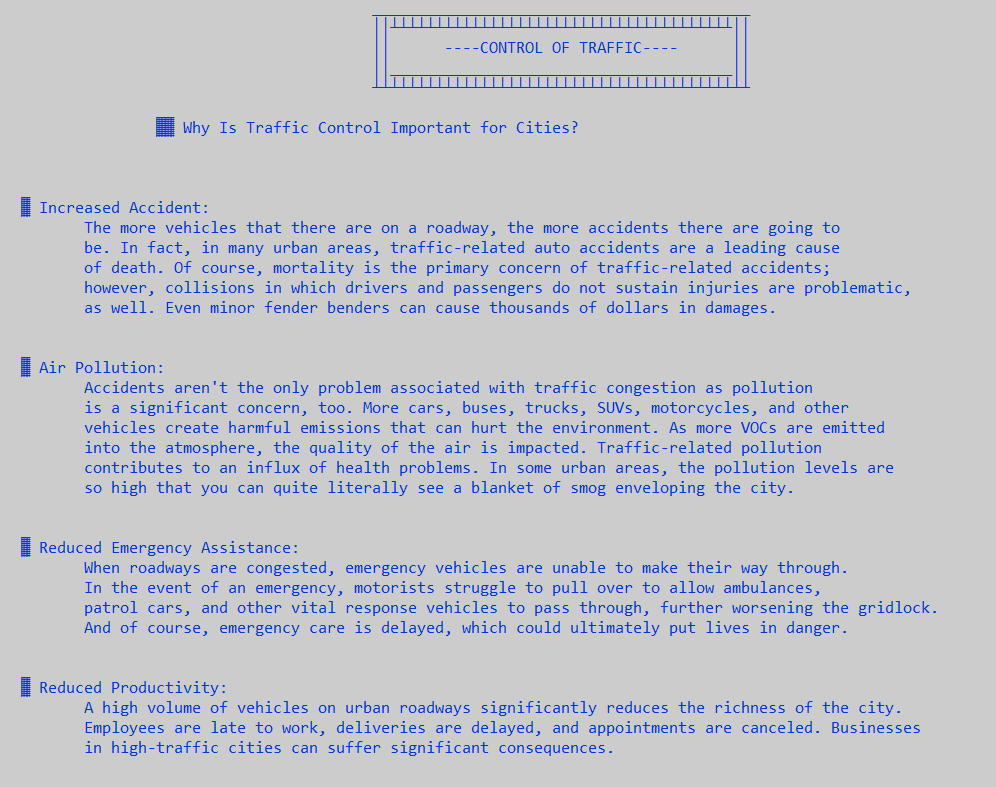 ----CONTROL OF TRAFFIC----
Why Is Traffic Control Important for Cities?
Increased Accident:
The more vehicles that there are on a roadway, the more accidents there are going to
be. In fact, in many urban areas, traffic-related auto accidents are a leading cause
of death. Of course, mortality is the primary concern of traffic-related accidents;
however, collisions in which drivers and passengers do not sustain injuries are problematic,
as well. Even minor fender benders can cause thousands of dollars in damages.
Air Pollution:
Accidents aren't the only problem associated with traffic congestion as pollution
is a significant concern, too. More cars, buses, trucks, SUVs, motorcycles, and other
vehicles create harmful emissions that can hurt the environment. As more VOCs are emitted
into the atmosphere, the quality of the air is impacted. Traffic-related pollution
contributes to an influx of health problems. In some urban areas, the pollution levels are
so high that you can quite literally see a blanket of smog enveloping the city.
Reduced Emergency Assistance:
When roadways are congested, emergency vehicles are unable to make their way through.
In the event of an emergency, motorists struggle to pull over to allow ambulances,
patrol cars, and other vital response vehicles to pass through, further worsening the gridlock.
And of course, emergency care is delayed, which could ultimately put lives in danger.
Reduced Productivity:
A high volume of vehicles on urban roadways significantly reduces the richness of the city.
Employees are late to work, deliveries are delayed, and appointments are canceled. Businesses
in high-traffic cities can suffer significant consequences.